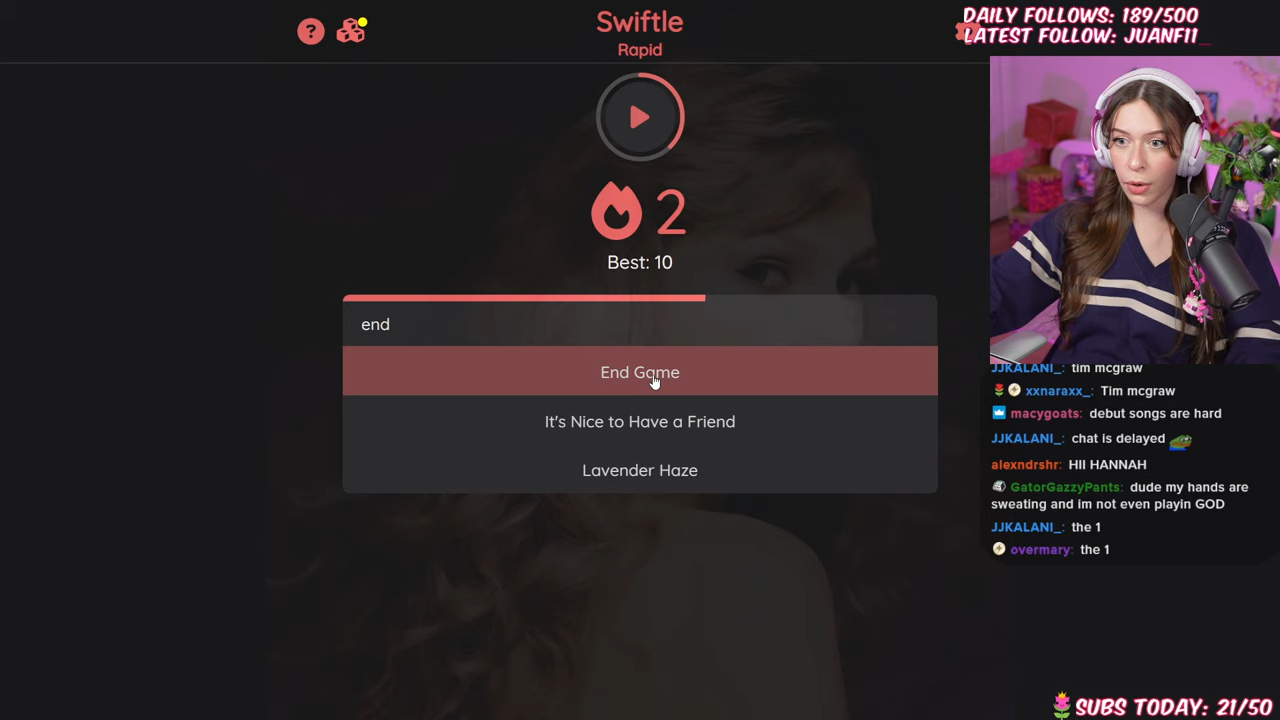 Swiftle
Rapid
?
2
Best: 10
end
End Game
It's Nice to Have a Friend
Lavender Haze
DAILY FOLLOWS: 189/500
LATEST FOLLOW: JUANF11_
JJKALANI_: tim mcgraw
xxnaraxx_: Tim mcgraw
macygoats: debut songs are hard
JJKALANI_: chat is delayed
alexndrshr: HII HANNAH
GatorGazzyPants: dude my hands are
sweating and im not even playin GOD
JJKALANI_: the 1
overmary: the 1
SUBS TODAY: 21/50